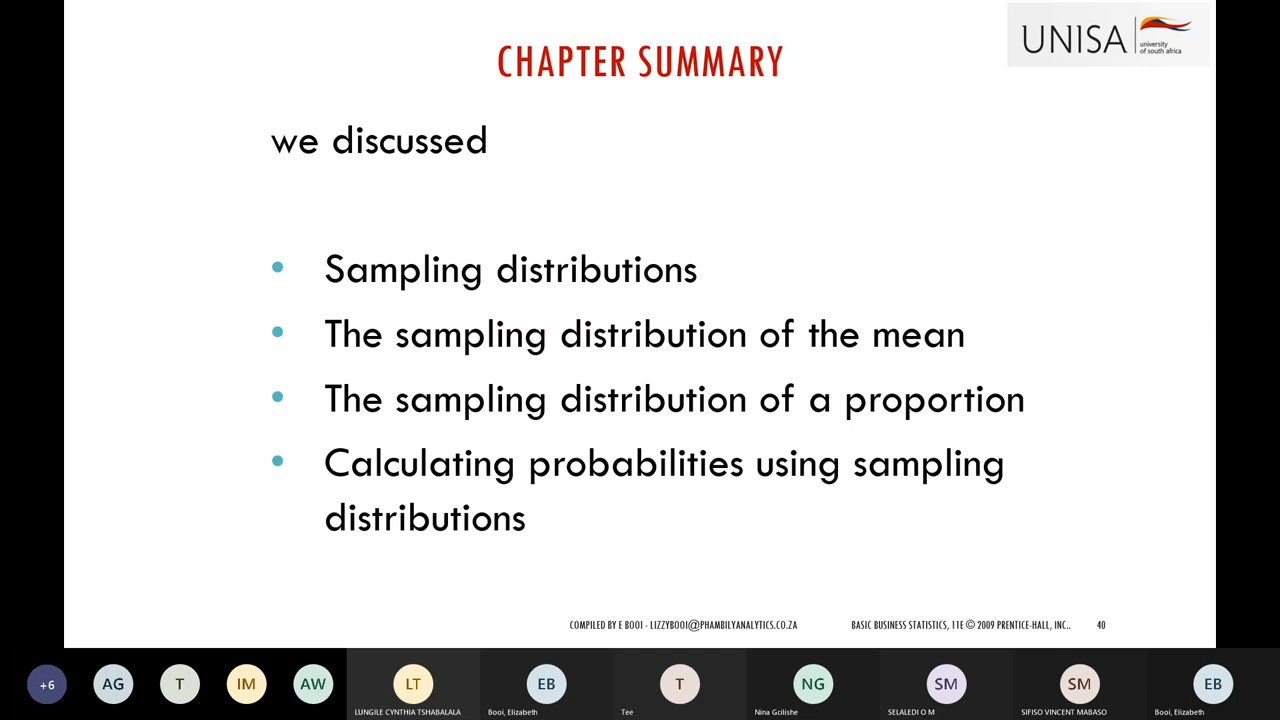 CHAPTER SUMMARY
UNISA
university
of south africa
we discussed
• Sampling distributions
• The sampling distribution of the mean
• The sampling distribution of a proportion
• Calculating probabilities using sampling
distributions
COMPILED BY E BOOI - LIZZYBOOI@PHAMBILYANALYTICS.CO.ZA
BASIC BUSINESS STATISTICS, 11E © 2009 PRENTICE-HALL, INC..
40
+6
AG
T
IM
AW
LT
EB
T
NG
SM
SM
EB
LUNGILE CYNTHIA TSHABALALA
Booi, Elizabeth
Tee
Nina Gcilishe
SELALEDI O M
SIFISO VINCENT MABASO
Booi, Elizabeth